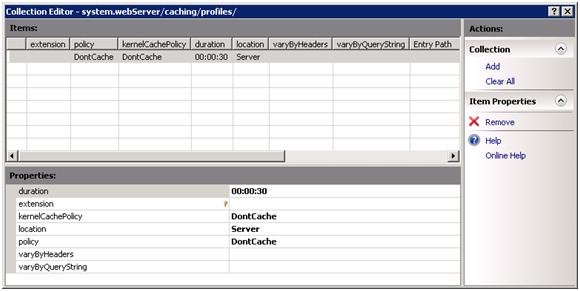 Collection Editor - system.webServer/caching/profiles/
Items:
extension policy kernelCachePolicy duration location varyByHeaders varyByQueryString Entry Path
DontCache DontCache 00:00:30 Server
Properties:
duration 00:00:30
extension
kernelCachePolicy DontCache
location Server
policy DontCache
varyByHeaders
varyByQueryString
Actions:
Collection
Add
Clear All
Item Properties
Remove
Help
Online Help